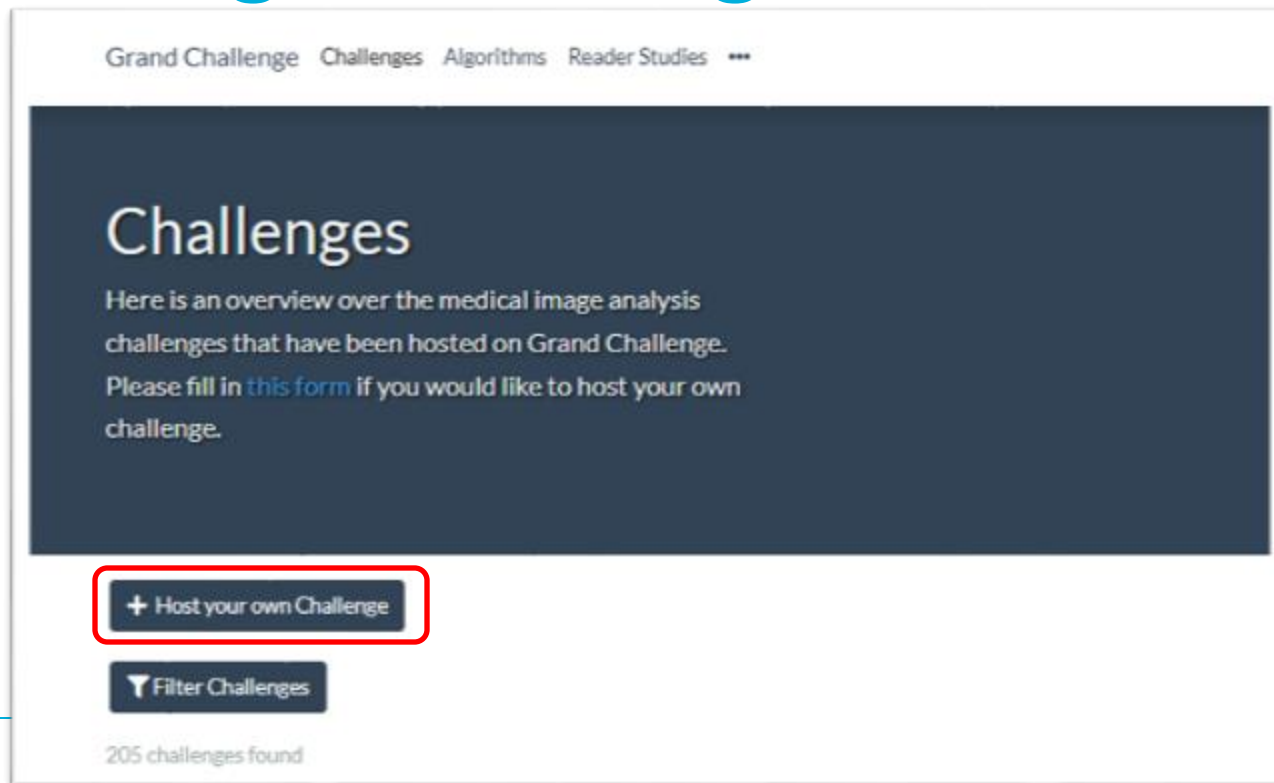 Grand Challenge Challenges Algorithms Reader Studies •••
Challenges
Here is an overview over the medical image analysis
challenges that have been hosted on Grand Challenge.
Please fill in this form if you would like to host your own
challenge.
+ Host your own Challenge
Filter Challenges
205 challenges found